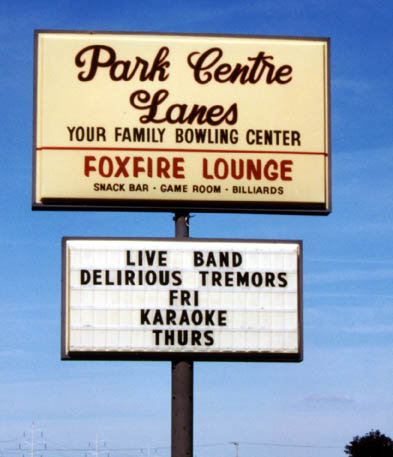 Park Centre
Lanes
YOUR FAMILY BOWLING CENTER
FOXFIRE LOUNGE
SNACK BAR · GAME ROOM · BILLIARDS
LIVE BAND
DELIRIOUS TREMORS
FRI
KARAOKE
THURS